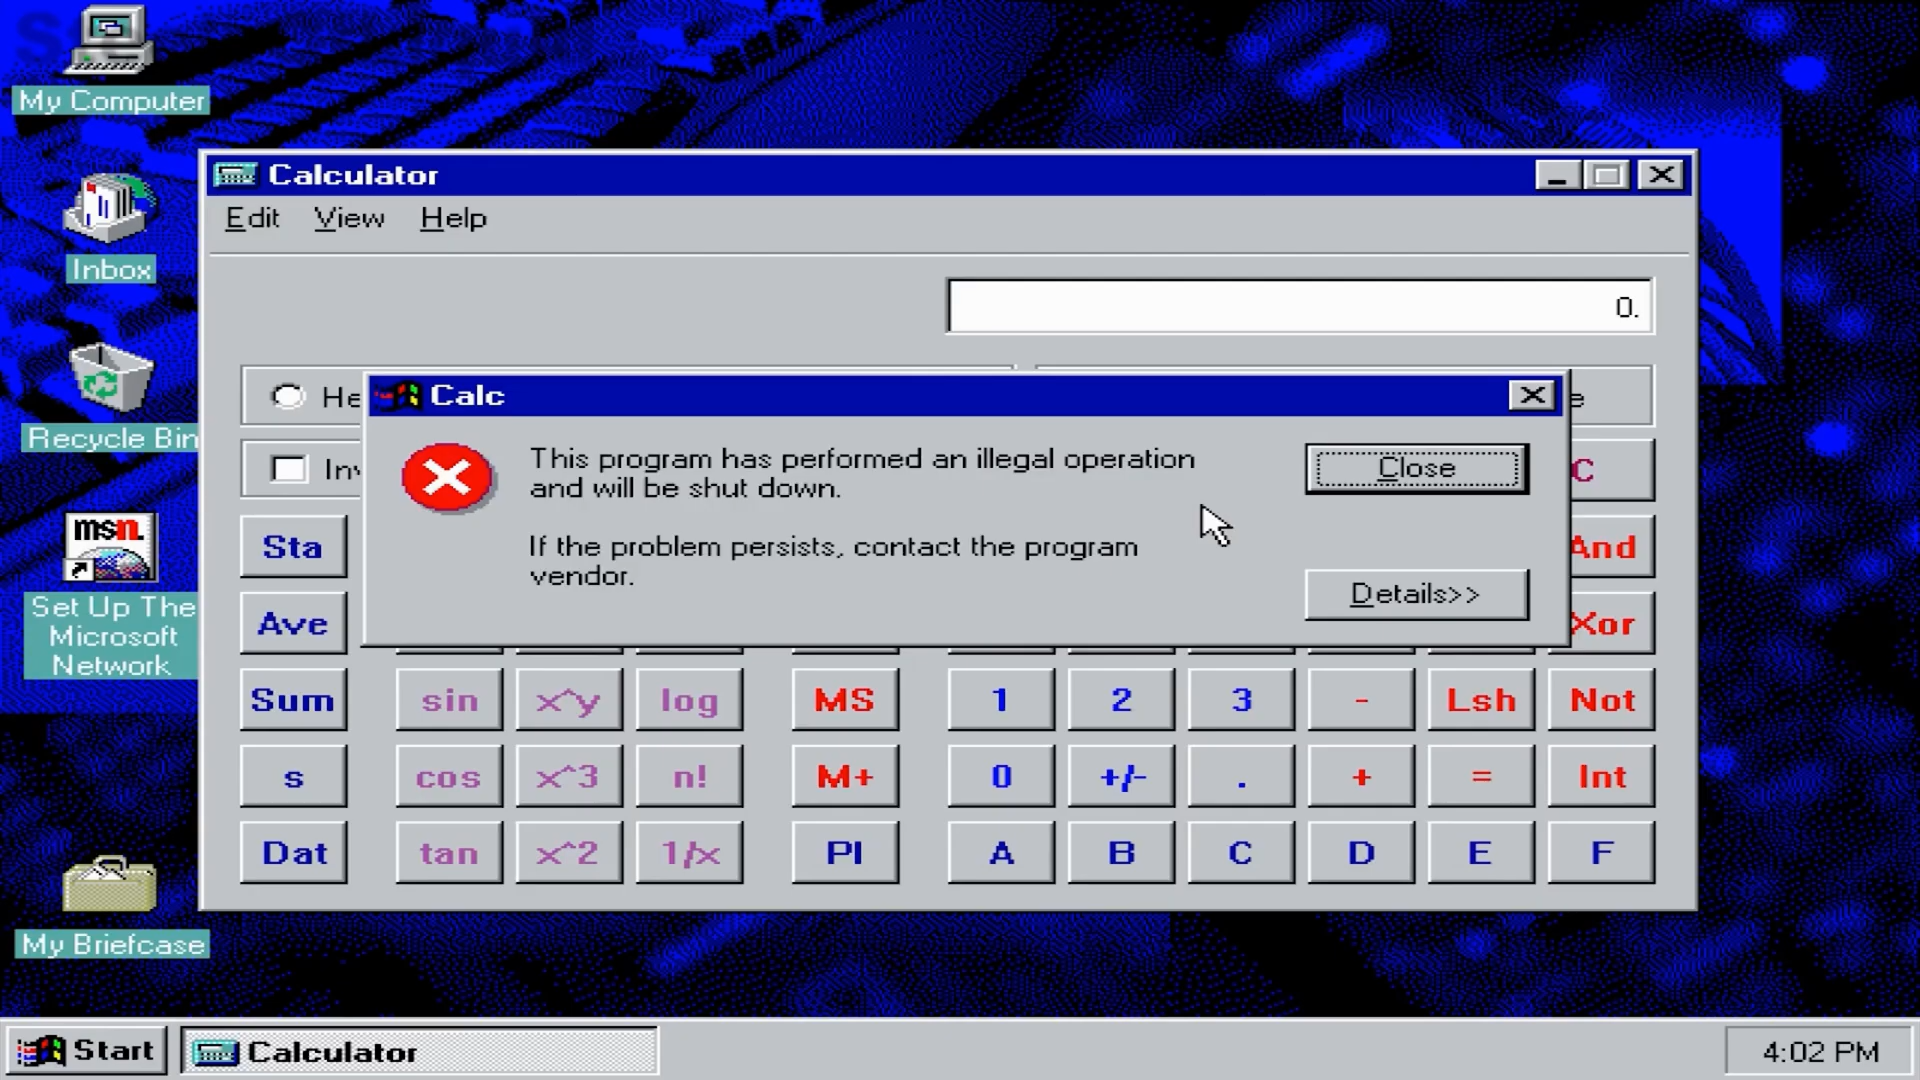 My Computer
Inbox
Recycle Bin
msn.
Set Up The
Microsoft
Network
My Briefcase
Calculator
Edit View Help
0.
Calc
This program has performed an illegal operation
and will be shut down.
If the problem persists, contact the program
vendor.
Close
Details>>
C
Sta And
Ave Xor
Sum sin x^y log MS 1 2 3 - Lsh Not
s cos x^3 n! M+ 0 +/- . + = Int
Dat tan x^2 1/x PI A B C D E F
Start Calculator 4:02 PM